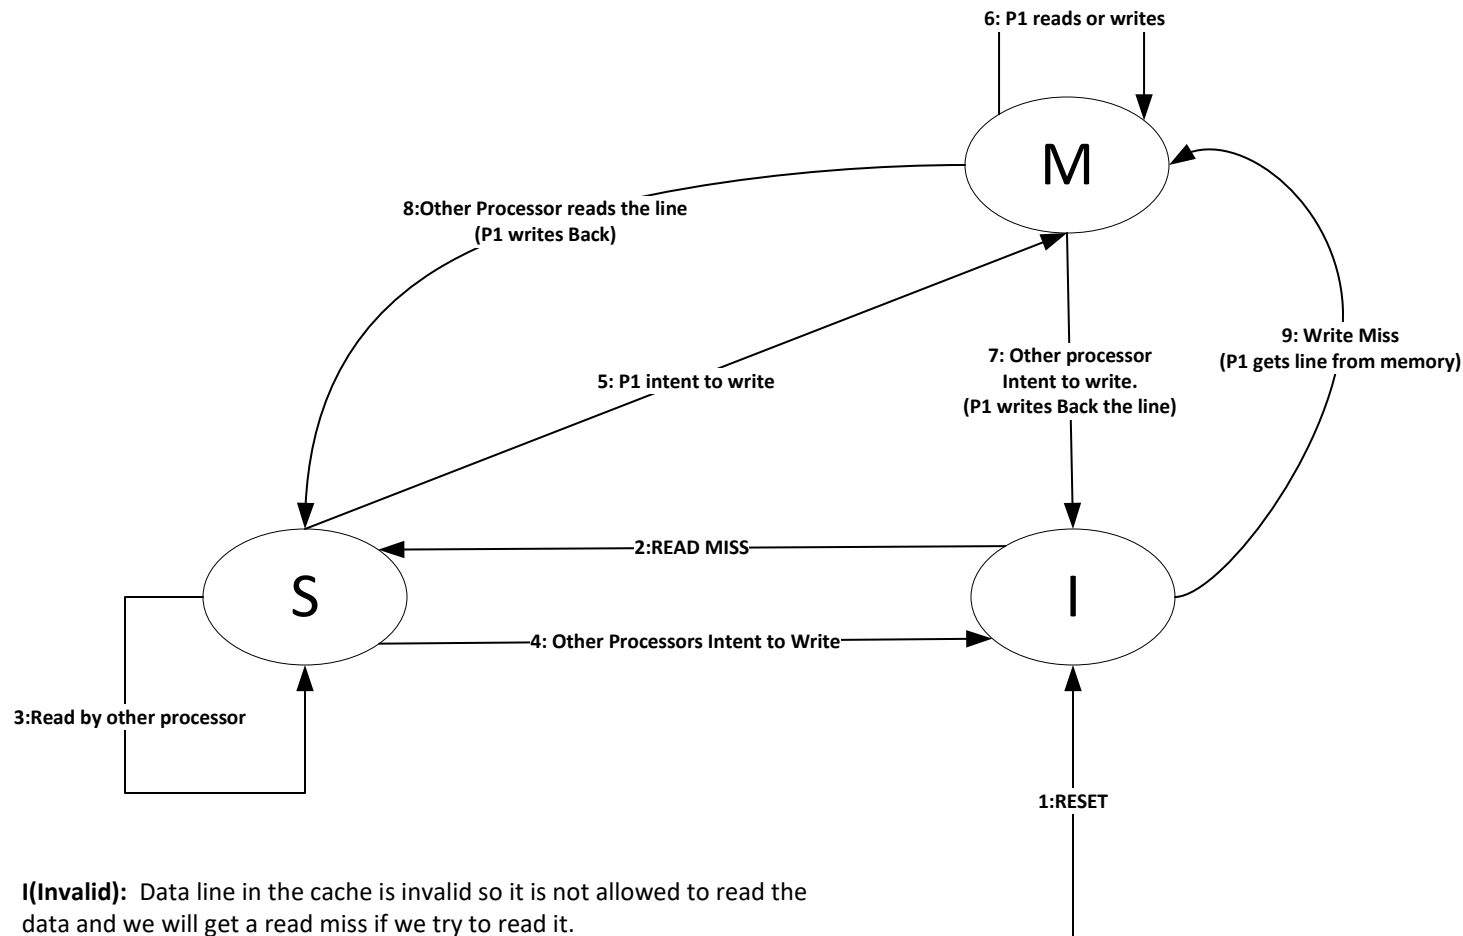 6: P1 reads or writes
M
8:Other Processor reads the line
(P1 writes Back)
9: Write Miss
(P1 gets line from memory)
7: Other processor
Intent to write.
(P1 writes Back the line)
5: P1 intent to write
2:READ MISS
S
I
4: Other Processors Intent to Write
3:Read by other processor
1:RESET
I(Invalid): Data line in the cache is invalid so it is not allowed to read the
data and we will get a read miss if we try to read it.